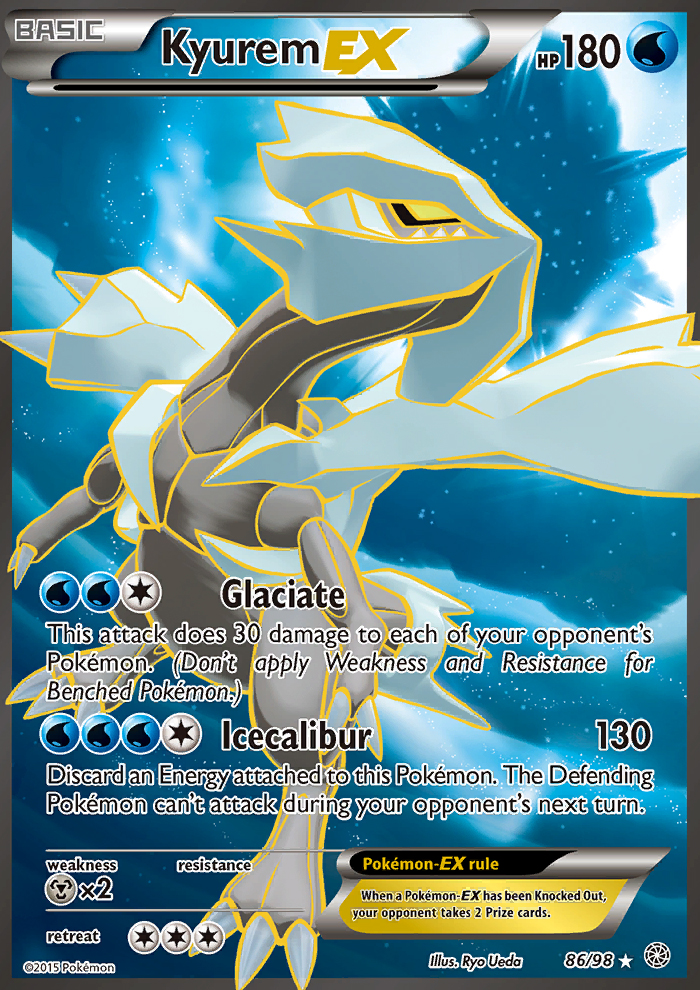 BASIC
Kyurem EX
HP180
Glaciate
This attack does 30 damage to each of your opponent's
Pokémon. (Don't apply Weakness and Resistance for
Benched Pokémon.)
Icecalibur 130
Discard an Energy attached to this Pokémon. The Defending
Pokémon can't attack during your opponent's next turn.
weakness resistance
×2
Pokémon-EX rule
When a Pokémon-EX has been Knocked Out,
your opponent takes 2 Prize cards.
retreat
©2015 Pokémon
Illus. Ryo Ueda
86/98